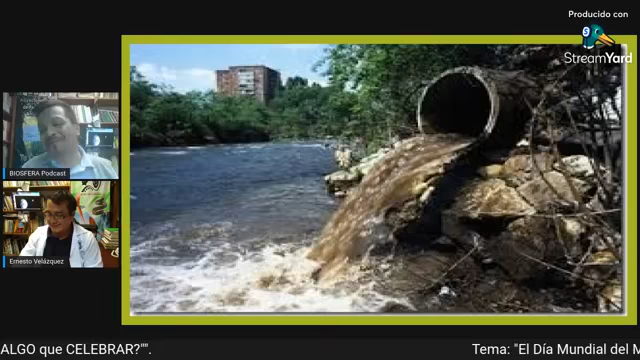 Producido con
StreamYard
BIOSFERA Podcast
Ernesto Velázquez
ALGO que CELEBRAR?"".
Tema: "El Día Mundial del M